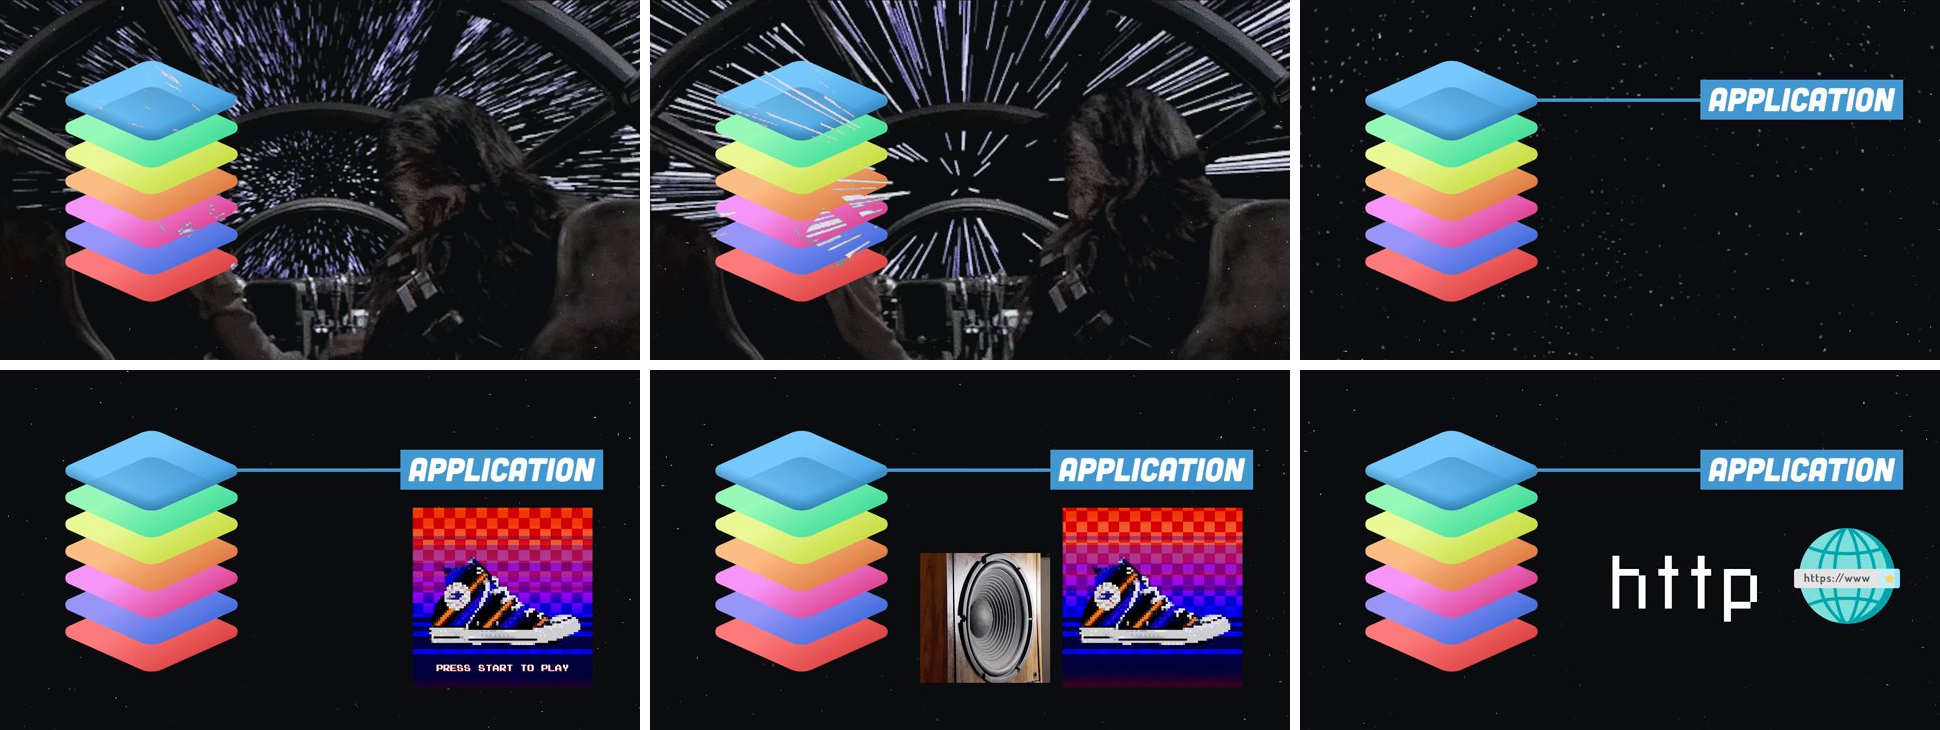 APPLICATION
APPLICATION
PRESS START TO PLAY
APPLICATION
APPLICATION
http
https://www